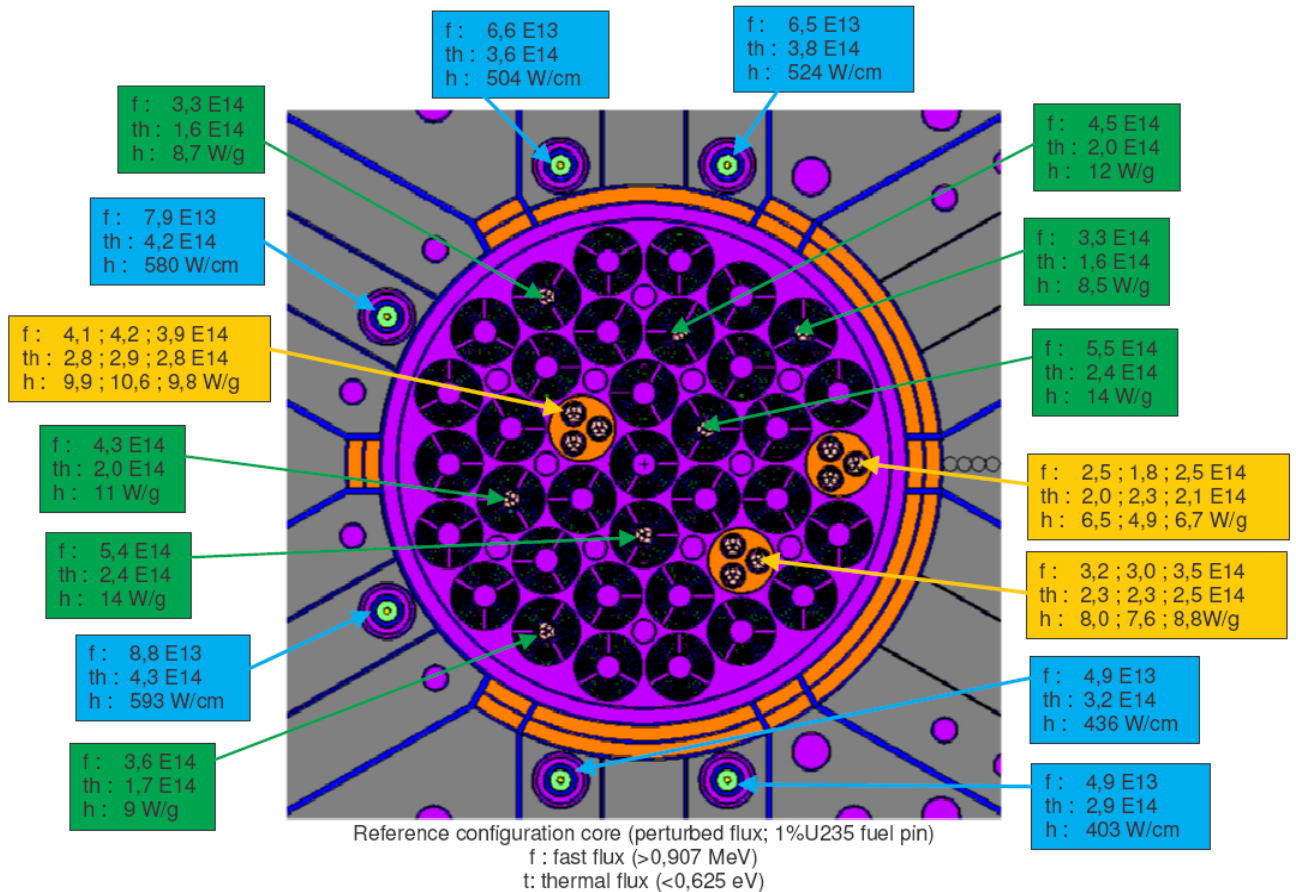 f : 6,6 E13
th : 3,6 E14
h : 504 W/cm
f : 6,5 E13
th : 3,8 E14
h : 524 W/cm
f : 3,3 E14
th : 1,6 E14
h : 8,7 W/g
f : 4,5 E14
th : 2,0 E14
h : 12 W/g
f : 7,9 E13
th : 4,2 E14
h : 580 W/cm
f : 3,3 E14
th : 1,6 E14
h : 8,5 W/g
f : 4,1 ; 4,2 ; 3,9 E14
th : 2,8 ; 2,9 ; 2,8 E14
h : 9,9 ; 10,6 ; 9,8 W/g
f : 5,5 E14
th : 2,4 E14
h : 14 W/g
f : 4,3 E14
th : 2,0 E14
h : 11 W/g
f : 2,5 ; 1,8 ; 2,5 E14
th : 2,0 ; 2,3 ; 2,1 E14
h : 6,5 ; 4,9 ; 6,7 W/g
f : 5,4 E14
th : 2,4 E14
h : 14 W/g
f : 3,2 ; 3,0 ; 3,5 E14
th : 2,3 ; 2,3 ; 2,5 E14
h : 8,0 ; 7,6 ; 8,8W/g
f : 8,8 E13
th : 4,3 E14
h : 593 W/cm
f : 4,9 E13
th : 3,2 E14
h : 436 W/cm
f : 3,6 E14
th : 1,7 E14
h : 9 W/g
f : 4,9 E13
th : 2,9 E14
h : 403 W/cm
Reference configuration core (perturbed flux; 1%U235 fuel pin)
f : fast flux (>0,907 MeV)
t: thermal flux (<0,625 eV)